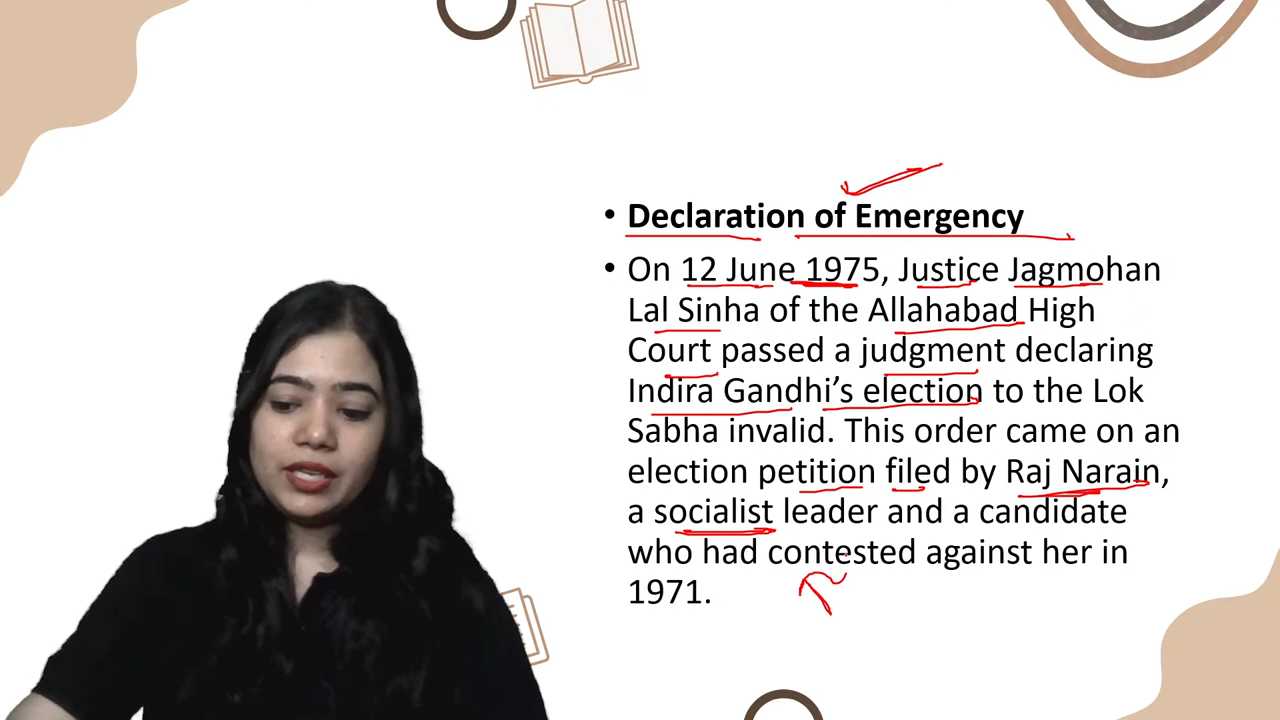 • Declaration of Emergency
• On 12 June 1975, Justice Jagmohan
Lal Sinha of the Allahabad High
Court passed a judgment declaring
Indira Gandhi’s election to the Lok
Sabha invalid. This order came on an
election petition filed by Raj Narain,
a socialist leader and a candidate
who had contested against her in
1971.